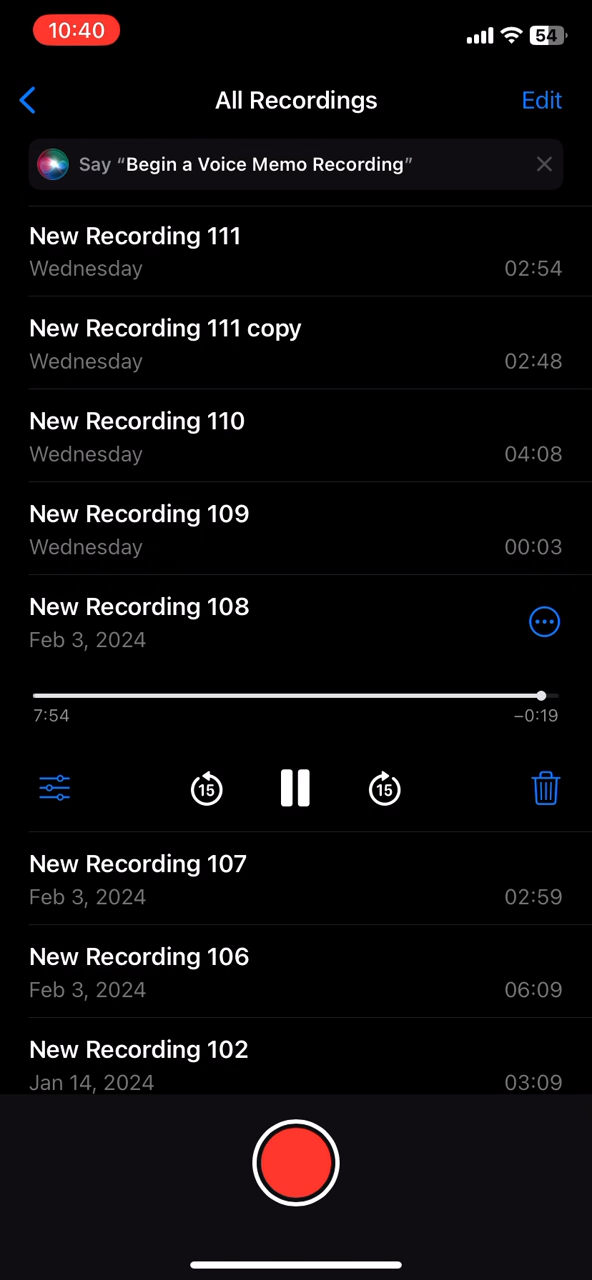 10:40
54
All Recordings
Edit
Say “Begin a Voice Memo Recording”
New Recording 111
Wednesday
02:54
New Recording 111 copy
Wednesday
02:48
New Recording 110
Wednesday
04:08
New Recording 109
Wednesday
00:03
New Recording 108
Feb 3, 2024
7:54
−0:19
15
15
New Recording 107
Feb 3, 2024
02:59
New Recording 106
Feb 3, 2024
06:09
New Recording 102
Jan 14, 2024
03:09